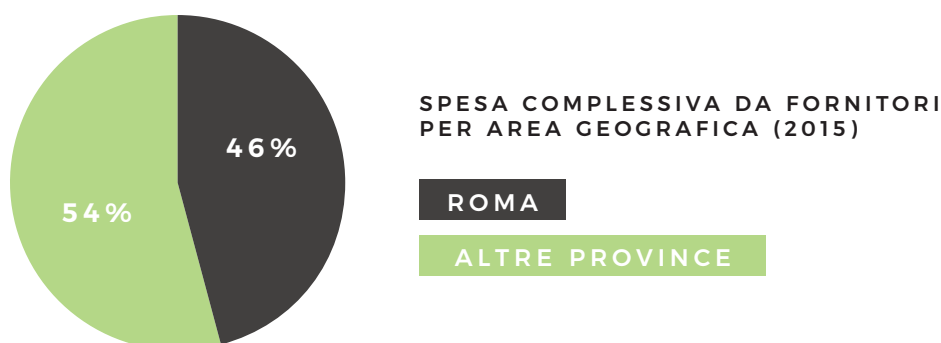 46%
54%
SPESA COMPLESSIVA DA FORNITORI
PER AREA GEOGRAFICA (2015)
ROMA
ALTRE PROVINCE